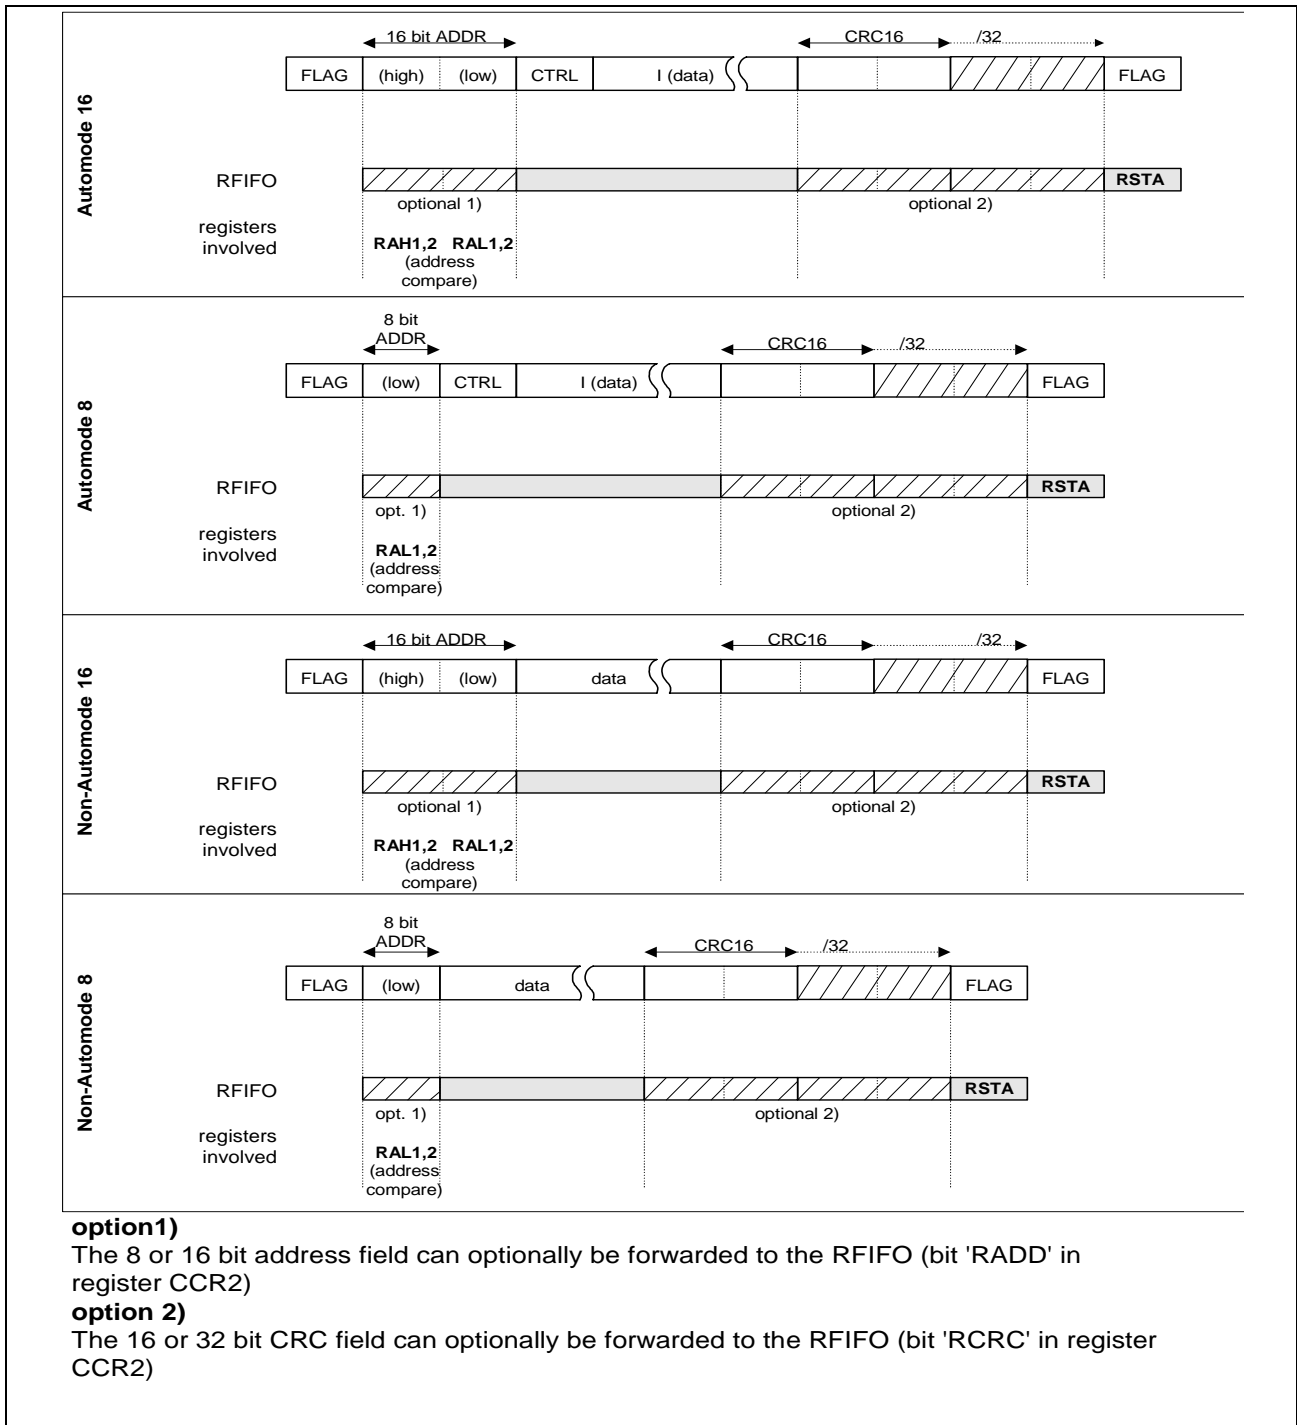 Automode 16
16 bit ADDR CRC16 /32
FLAG (high) (low) CTRL I (data) FLAG
RFIFO RSTA
optional 1) optional 2)
registers
involved
RAH1,2 RAL1,2
(address
compare)
Automode 8
8 bit
ADDR CRC16 /32
FLAG (low) CTRL I (data) FLAG
RFIFO RSTA
opt. 1) optional 2)
registers
involved
RAL1,2
(address
compare)
Non-Automode 16
16 bit ADDR CRC16 /32
FLAG (high) (low) data FLAG
RFIFO RSTA
optional 1) optional 2)
registers
involved
RAH1,2 RAL1,2
(address
compare)
Non-Automode 8
8 bit
ADDR CRC16 /32
FLAG (low) data FLAG
RFIFO RSTA
opt. 1) optional 2)
registers
involved
RAL1,2
(address
compare)
option1)
The 8 or 16 bit address field can optionally be forwarded to the RFIFO (bit 'RADD' in
register CCR2)
option 2)
The 16 or 32 bit CRC field can optionally be forwarded to the RFIFO (bit 'RCRC' in register
CCR2)